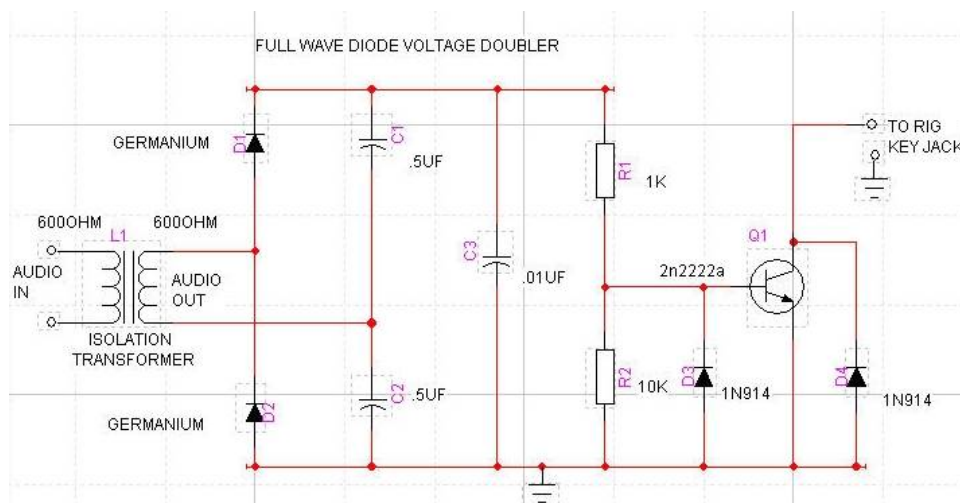 FULL WAVE DIODE VOLTAGE DOUBLER
GERMANIUM
D1
C1
.5UF
TO RIG
KEY JACK
R1
1K
600OHM
600OHM
L1
AUDIO
IN
AUDIO
OUT
ISOLATION
TRANSFORMER
C3
.01UF
Q1
2n2222a
GERMANIUM
D2
C2
.5UF
R2
10K
D3
1N914
D4
1N914